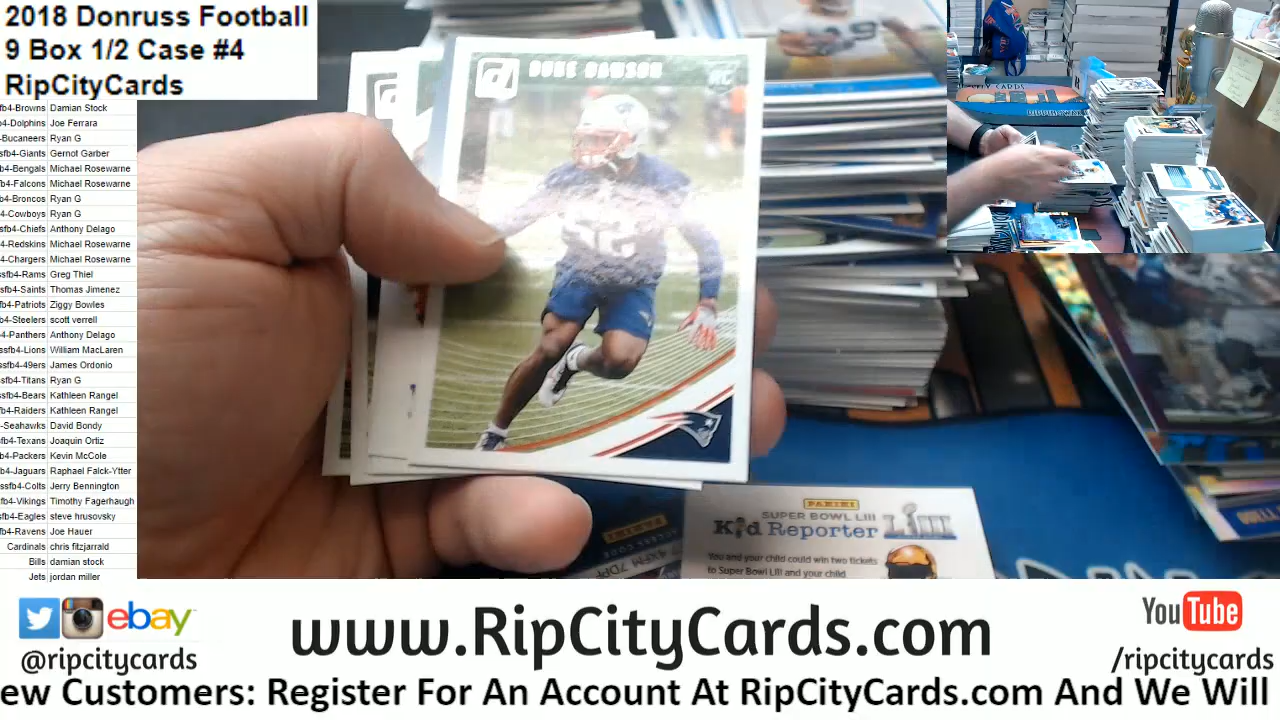 2018 Donruss Football
9 Box 1/2 Case #4
RipCityCards
fb4-Browns Damian Stock
fb4-Dolphins Joe Ferrara
-Bucaneers Ryan G
sfb4-Giants Gernot Garber
b4-Bengals Michael Rosewarne
fb4-Falcons Michael Rosewarne
fb4-Broncos Ryan G
b4-Cowboys Ryan G
sfb4-Chiefs Anthony Delago
4-Redskins Michael Rosewarne
4-Chargers Michael Rosewarne
ssfb4-Rams Greg Thiel
sfb4-Saints Thomas Jimenez
fb4-Patriots Ziggy Bowles
b4-Steelers scott verrell
4-Panthers Anthony Delago
ssfb4-Lions William MacLaren
ssfb4-49ers James Ordonio
sfb4-Titans Ryan G
sfb4-Bears Kathleen Rangel
fb4-Raiders Kathleen Rangel
-Seahawks David Bondy
sfb4-Texans Joaquin Ortiz
b4-Packers Kevin McCole
b4-Jaguars Raphael Falck-Ytter
ssfb4-Colts Jerry Bennington
sfb4-Vikings Timothy Fagerhaugh
sfb4-Eagles steve hrusovsky
fb4-Ravens Joe Hauer
Cardinals chris fitzjarrald
Bills damian stock
Jets jordan miller
DUKE DAWSON
RC
PANINI
SUPER BOWL LIII
Kid Reporter LIII
You and your child could win two tickets
to Super Bowl LIII and your child
ebay
@ripcitycards
www.RipCityCards.com
YouTube
/ripcitycards
ew Customers: Register For An Account At RipCityCards.com And We Will